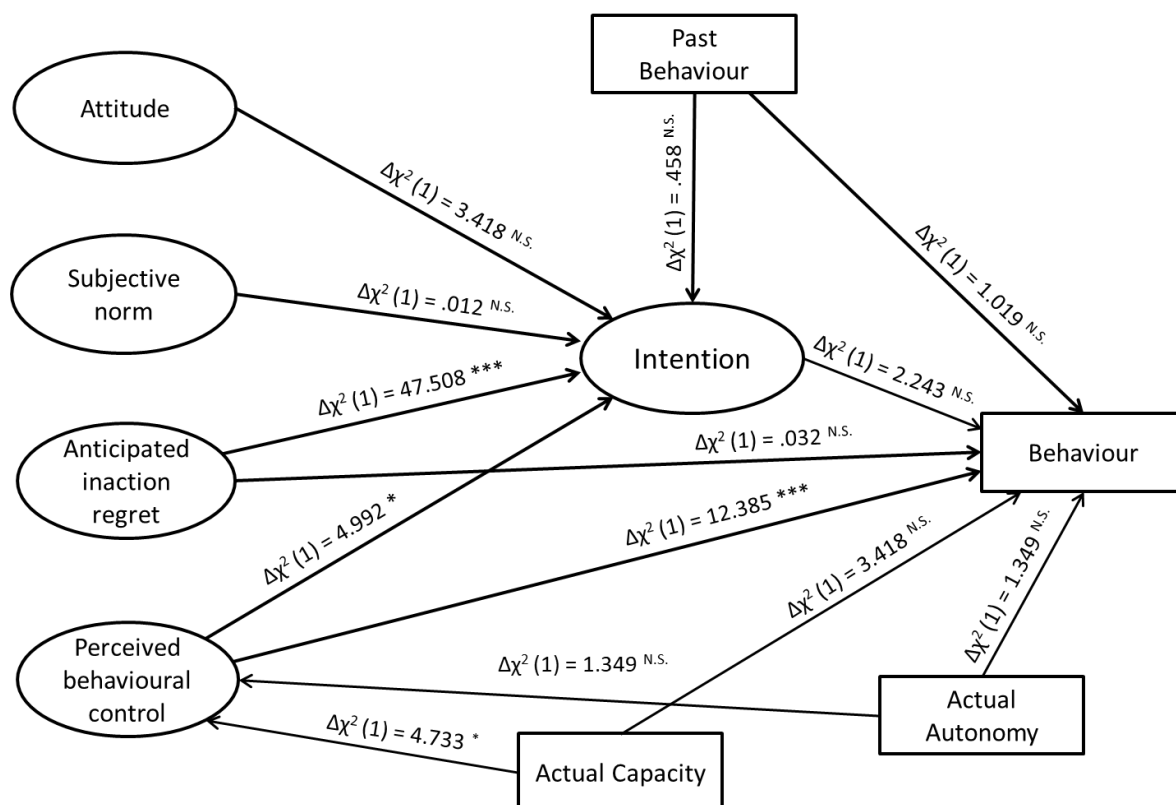 Past
Behaviour
Attitude
Δχ² (1) = 3.418 N.S.
Δχ² (1) = .458 N.S.
Δχ² (1) = 1.019 N.S.
Subjective
norm
Δχ² (1) = .012 N.S.
Intention
Δχ² (1) = 2.243 N.S.
Δχ² (1) = 47.508 ***
Anticipated
inaction
regret
Δχ² (1) = .032 N.S.
Behaviour
Δχ² (1) = 4.992 *
Δχ² (1) = 12.385 ***
Δχ² (1) = 3.418 N.S.
Δχ² (1) = 1.349 N.S.
Perceived
behavioural
control
Δχ² (1) = 1.349 N.S.
Actual
Autonomy
Δχ² (1) = 4.733 *
Actual Capacity